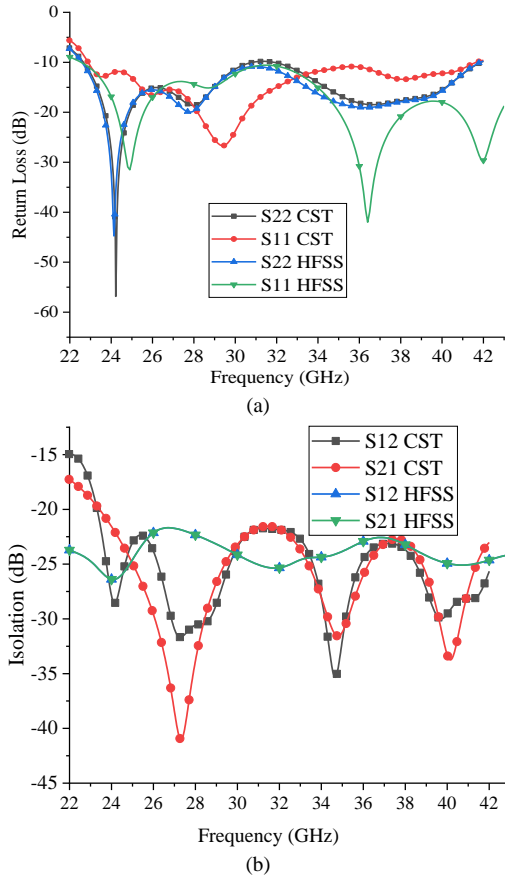 0
-10
-20
-30
-40
-50
-60
Return Loss (dB)
S22 CST
S11 CST
S22 HFSS
S11 HFSS
22 24 26 28 30 32 34 36 38 40 42
Frequency (GHz)
(a)
-15
-20
-25
-30
-35
-40
-45
Isolation (dB)
S12 CST
S21 CST
S12 HFSS
S21 HFSS
22 24 26 28 30 32 34 36 38 40 42
Frequency (GHz)
(b)